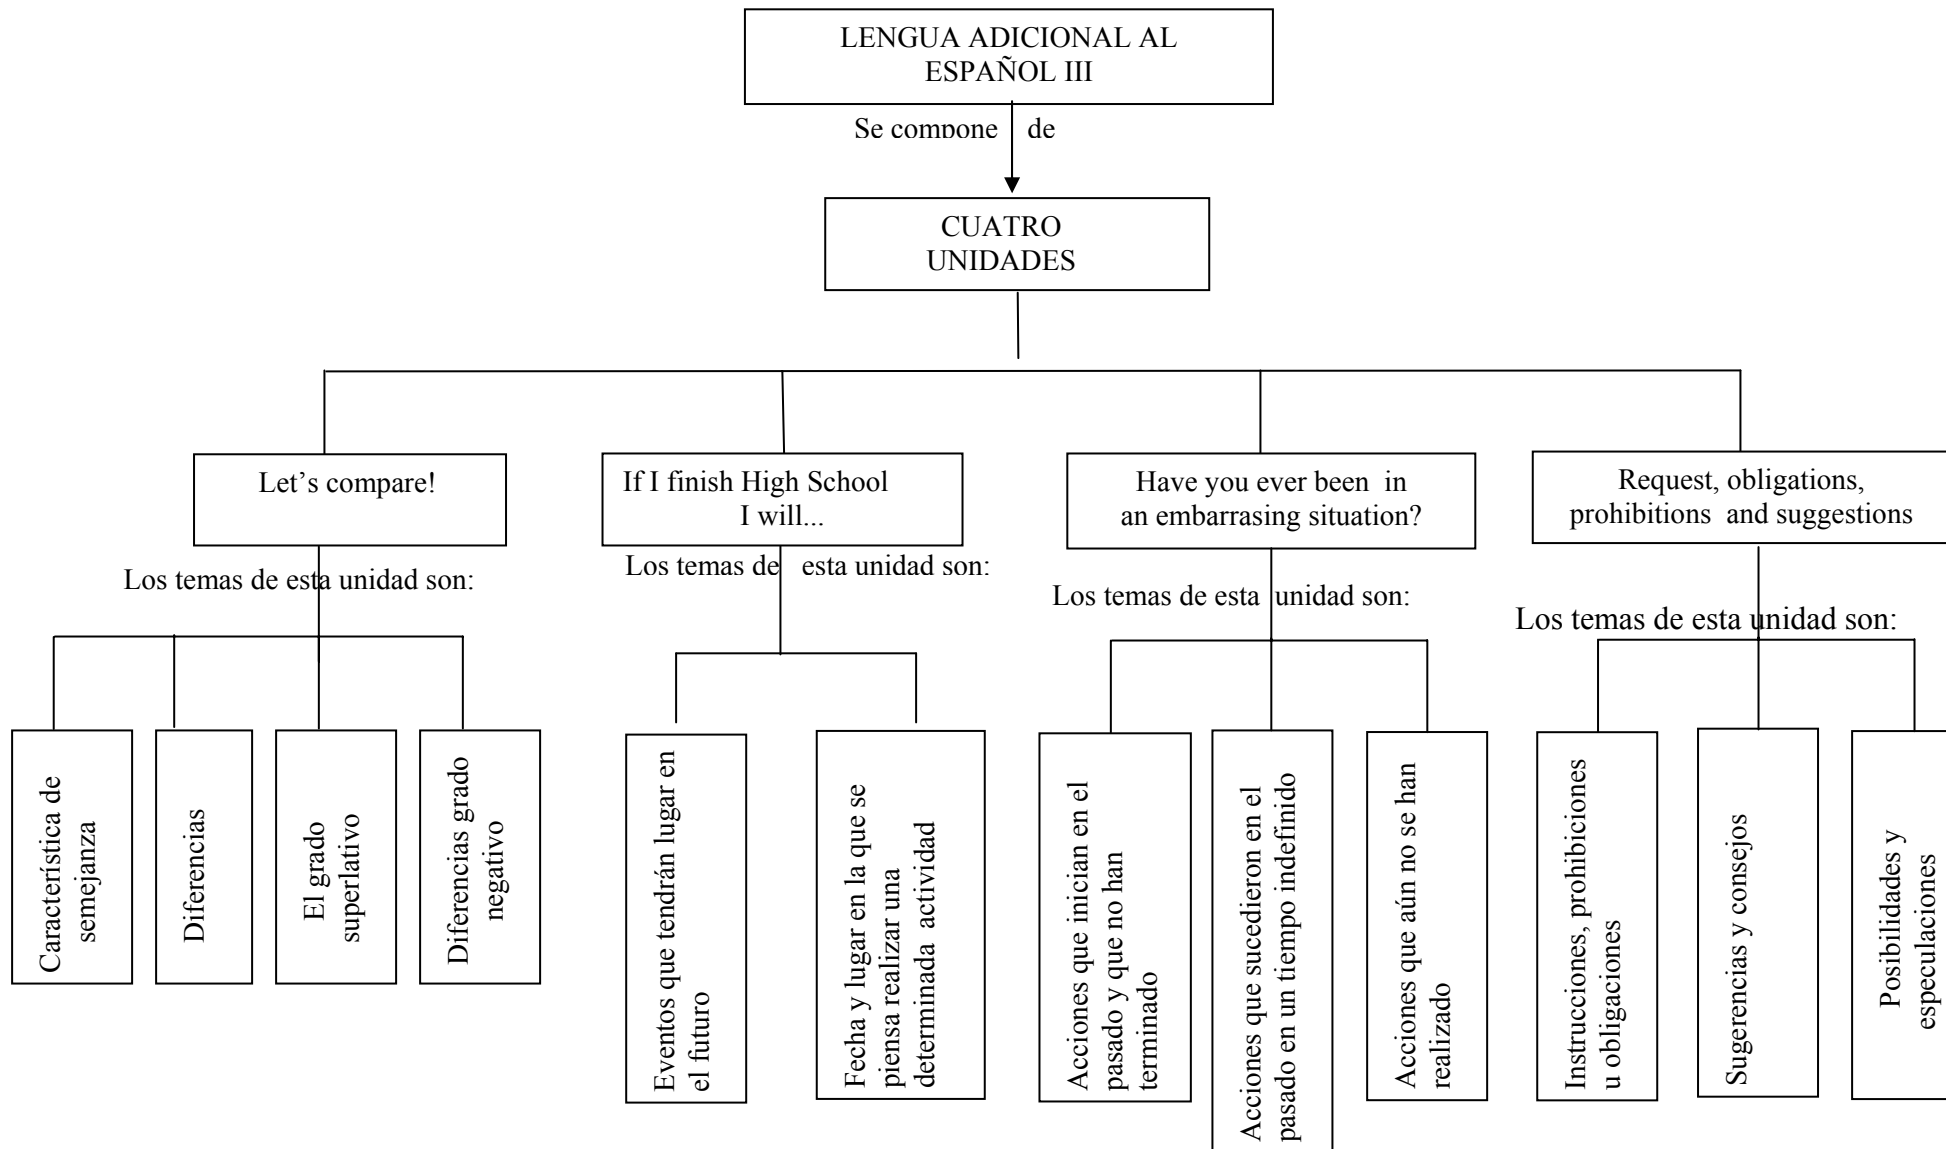 LENGUA ADICIONAL AL
ESPAÑOL III
Se compone de
CUATRO
UNIDADES
Let’s compare!
If I finish High School
I will...
Have you ever been in
an embarrasing situation?
Request, obligations,
prohibitions and suggestions
Los temas de esta unidad son:
Los temas de esta unidad son:
Los temas de esta unidad son:
Los temas de esta unidad son:
Característica de
semejanza
Diferencias
El grado
superlativo
Diferencias grado
negativo
Eventos que tendrán lugar en
el futuro
Fecha y lugar en la que se
piensa realizar una
determinada actividad
Acciones que inician en el
pasado y que no han
terminado
Acciones que sucedieron en el
pasado en un tiempo indefinido
Acciones que aún no se han
realizado
Instrucciones, prohibiciones
u obligaciones
Sugerencias y consejos
Posibilidades y
especulaciones